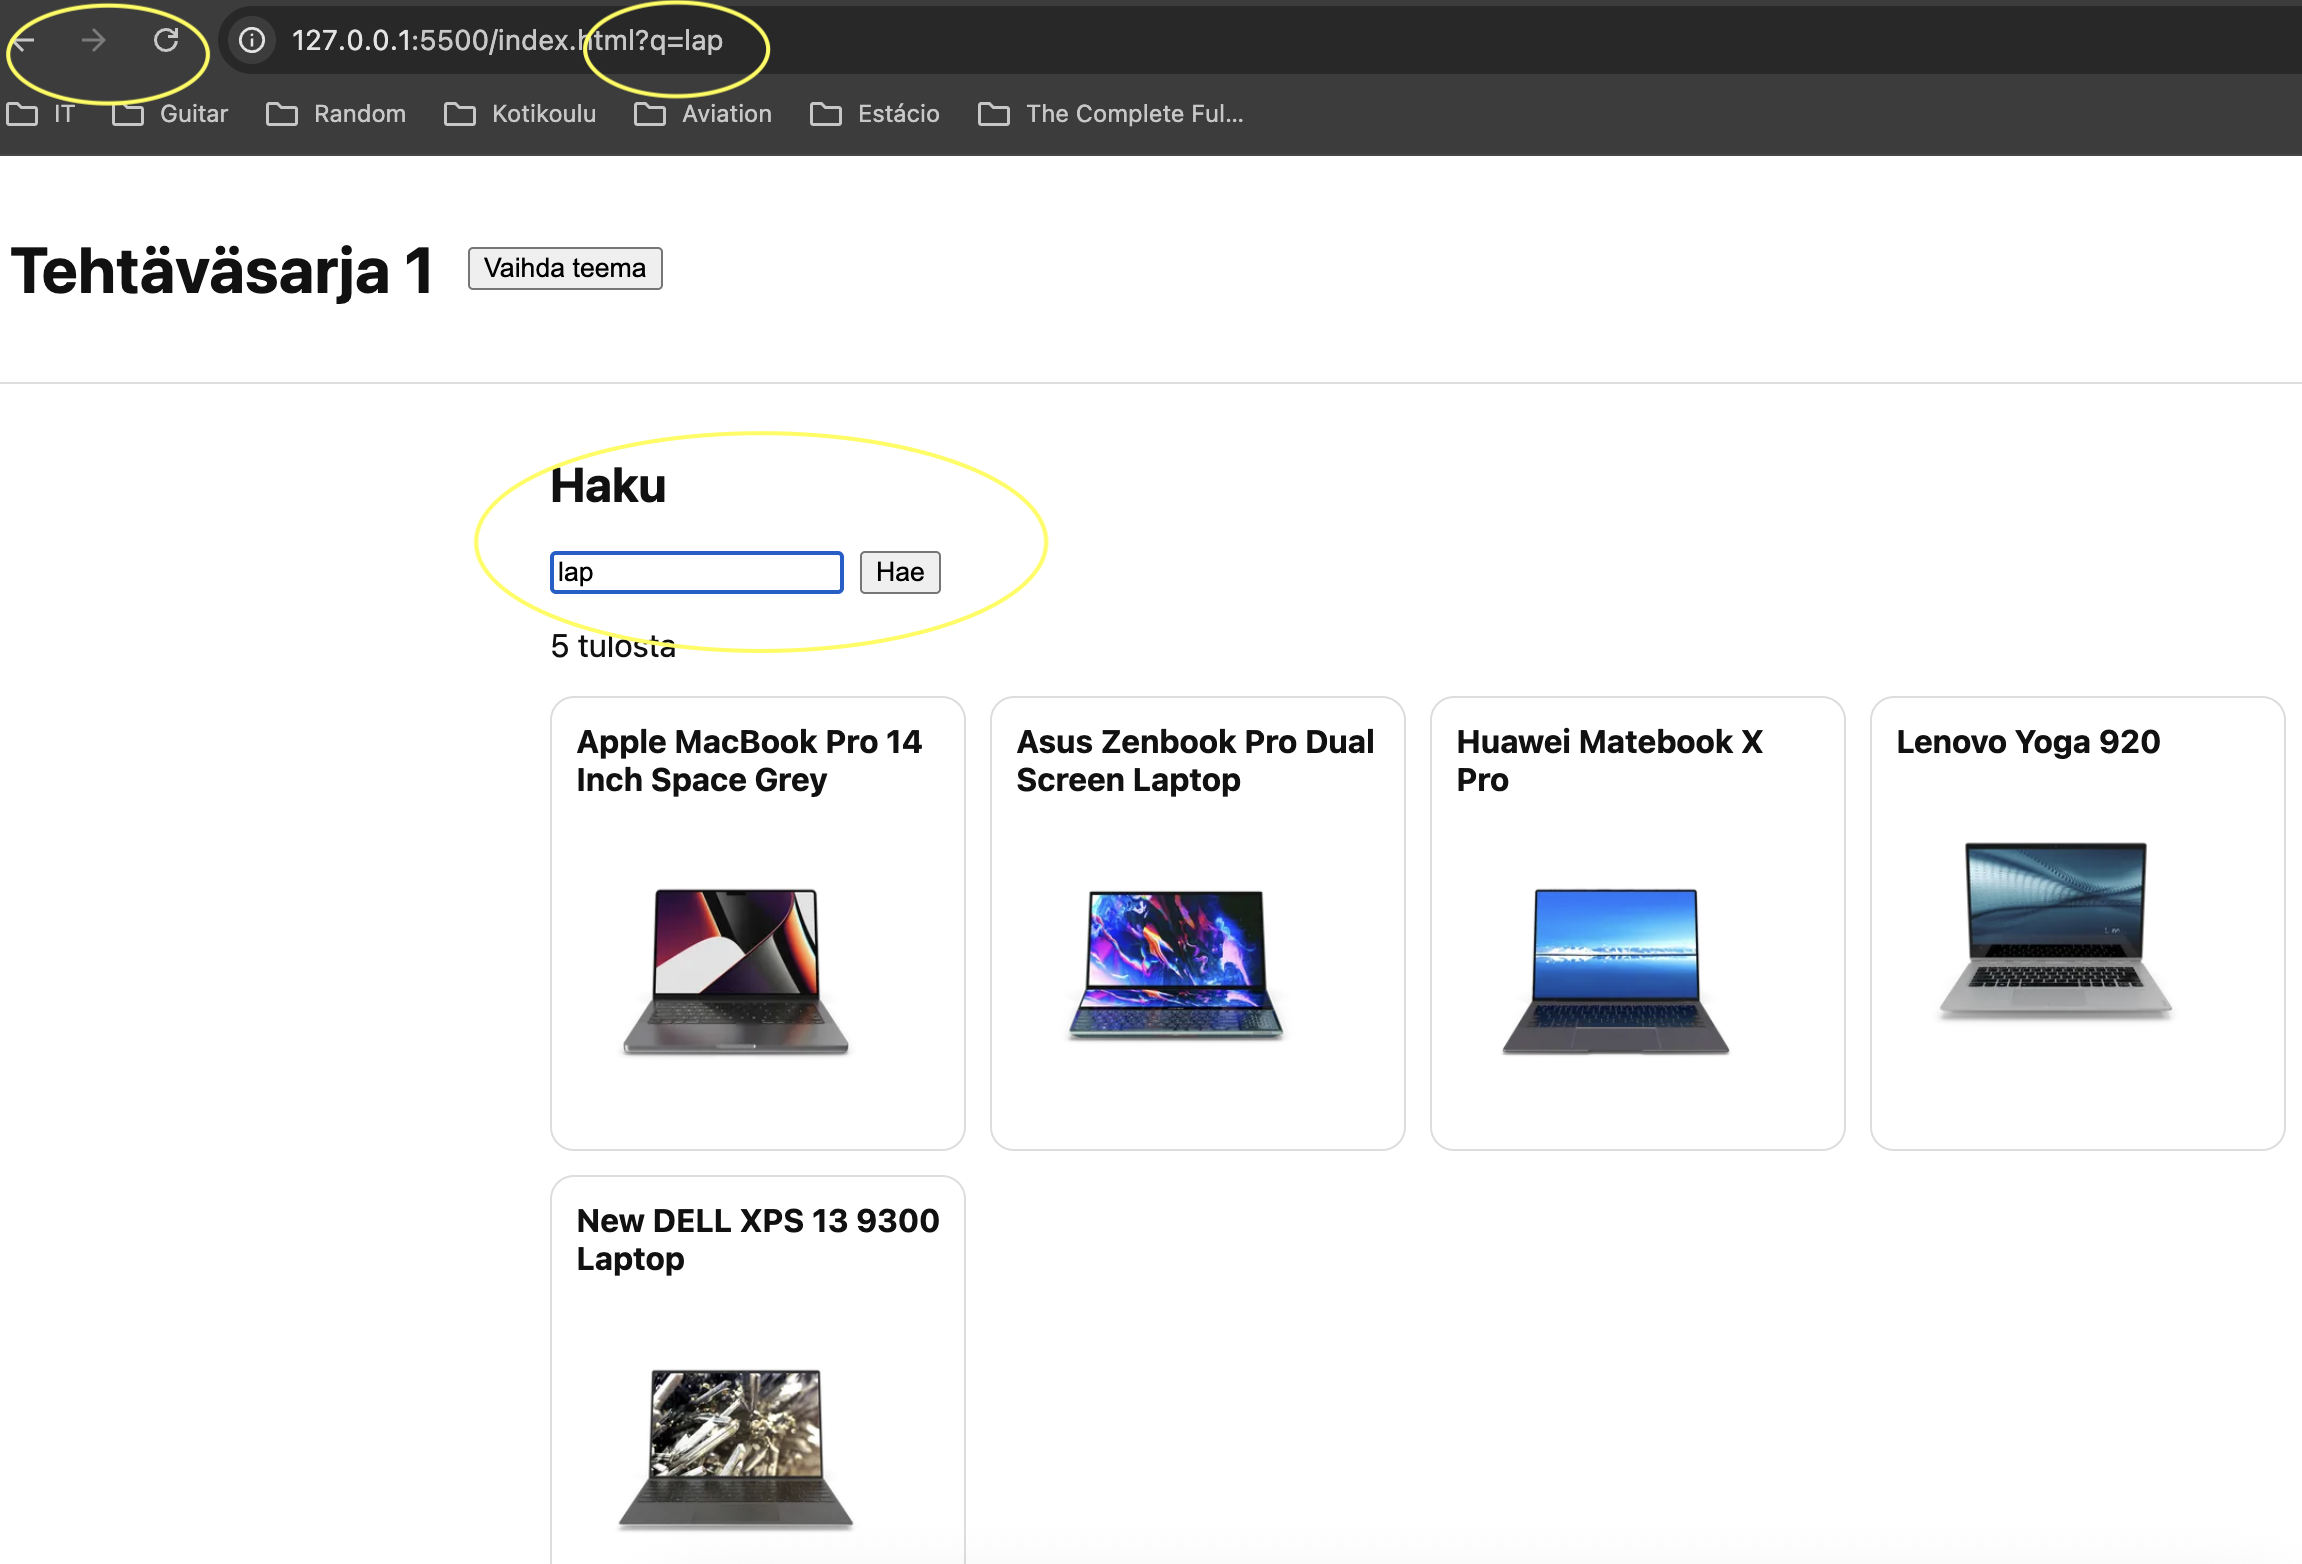 127.0.0.1:5500/index.html?q=lap
IT Guitar Random Kotikoulu Aviation Estácio The Complete Ful...
Tehtäväsarja 1 Vaihda teema
Haku
lap Hae
5 tulosta
Apple MacBook Pro 14
Inch Space Grey
Asus Zenbook Pro Dual
Screen Laptop
Huawei Matebook X
Pro
Lenovo Yoga 920
New DELL XPS 13 9300
Laptop